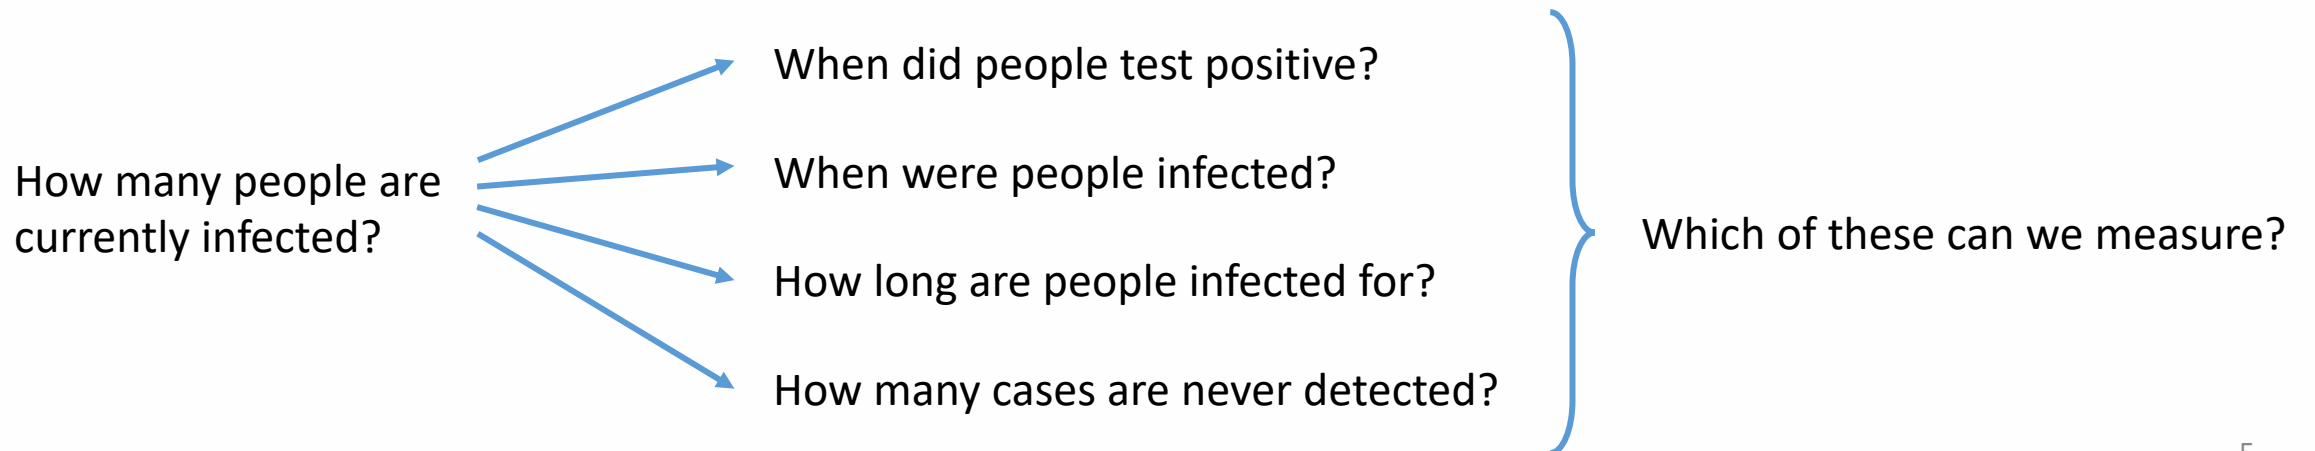 When did people test positive?
When were people infected?
How many people are
currently infected?
Which of these can we measure?
How long are people infected for?
How many cases are never detected?